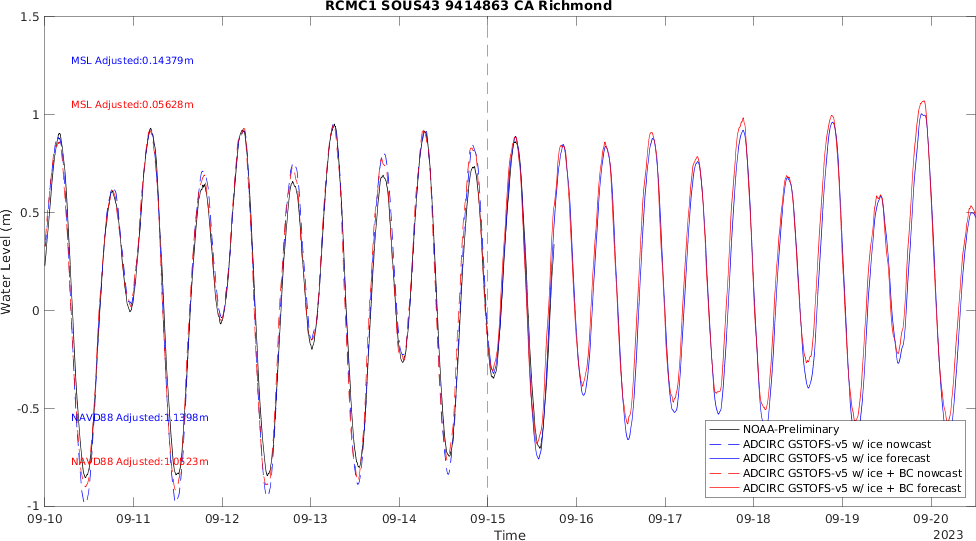 RCMC1 SOUS43 9414863 CA Richmond
1.5
MSL Adjusted:0.14379m
MSL Adjusted:0.05628m
1
0.5
Water Level (m)
0
-0.5
NAVD88 Adjusted:1.1398m
NAVD88 Adjusted:1.0523m
NOAA-Preliminary
ADCIRC GSTOFS-v5 w/ ice nowcast
ADCIRC GSTOFS-v5 w/ ice forecast
ADCIRC GSTOFS-v5 w/ ice + BC nowcast
ADCIRC GSTOFS-v5 w/ ice + BC forecast
-1
09-10 09-11 09-12 09-13 09-14 09-15 09-16 09-17 09-18 09-19 09-20
Time
2023